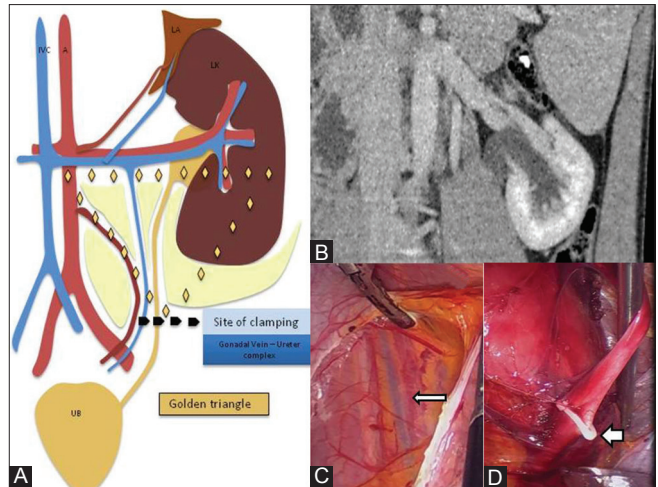 IVC
A
LA
LK
Site of clamping
Gonadal Vein – Ureter
complex
UB
Golden triangle
A
B
C
D